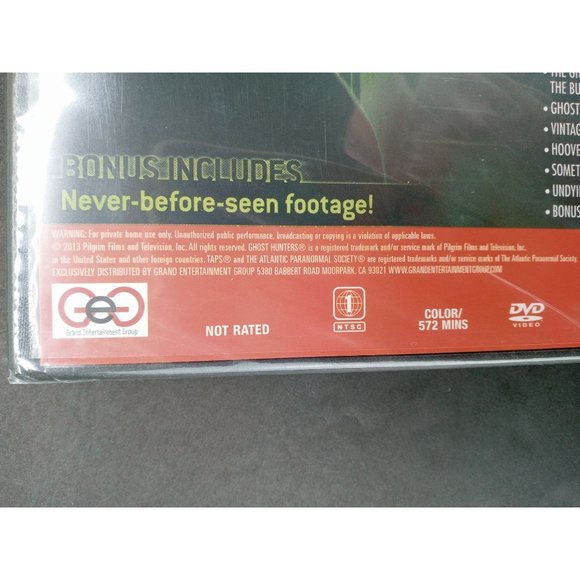 THE BU
• GHOST
• VINTAG
• HOOVE
• SOMET
• UNDYIN
• BONUS
BONUS INCLUDES
Never-before-seen footage!
WARNING: For private home use only. Unauthorized public performance, broadcasting or copying is a violation of applicable laws.
© 2013 Pilgrim Films and Television, Inc. All rights reserved. GHOST HUNTERS® is a registered trademark and/or service mark of Pilgrim Films and Television, Inc.
in the United States and other foreign countries. TAPS® and THE ATLANTIC PARANORMAL SOCIETY® are registered trademarks and/or service marks of The Atlantic Paranormal Society.
EXCLUSIVELY DISTRIBUTED BY GRAND ENTERTAINMENT GROUP 5380 BABBERT ROAD MOORPARK, CA 93021 WWW.GRANDENTERTAINMENTGROUP.COM
GeG
Grand Entertainment Group
NOT RATED
1
NTSC
COLOR/
572 MINS
DVD
VIDEO